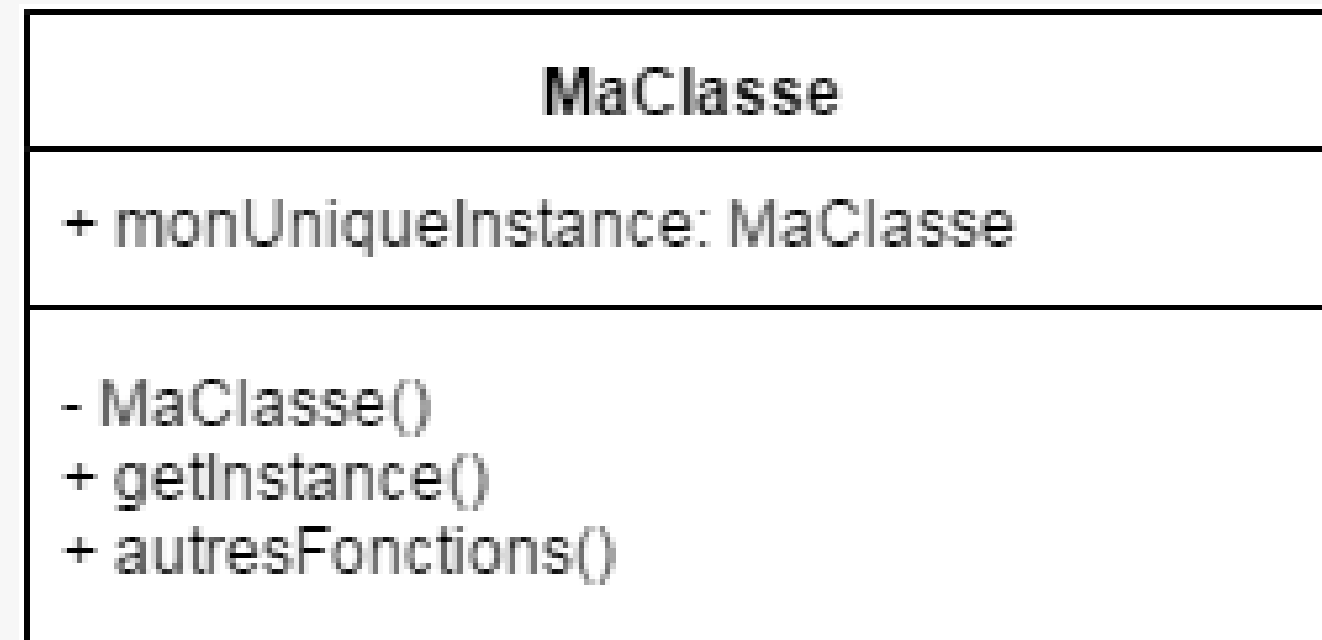 MaClasse
+ monUniqueInstance: MaClasse
- MaClasse()
+ getInstance()
+ autresFonctions()